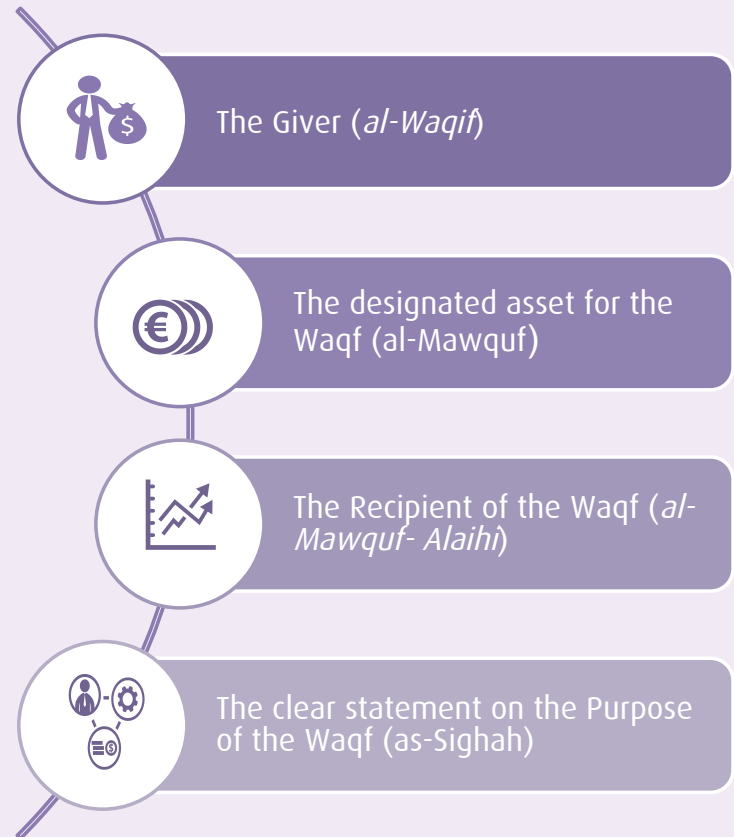 $
The Giver (al-Waqif)
€
The designated asset for the
Waqf (al-Mawquf)
The Recipient of the Waqf (al-
Mawquf- Alaihi)
$
The clear statement on the Purpose
of the Waqf (as-Sighah)